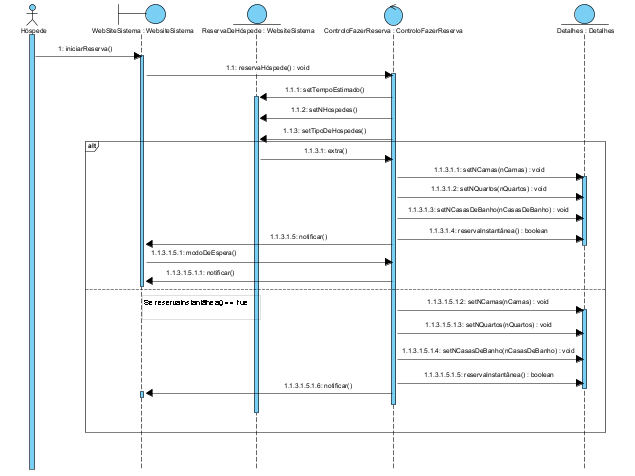 Hóspede
WebSiteSistema : WebsiteSistema
ReservaDeHóspede : WebsiteSistema
ControloFazerReserva : ControloFazerReserva
Detalhes : Detalhes
1: iniciarReserva()
1.1: reservaHóspede() : void
1.1.1: setTempoEstimado()
1.1.2: setNHospedes()
1.1.3: setTipoDeHospedes()
alt
1.1.3.1: extra()
1.1.3.1.1: setNCamas(nCamas) : void
1.1.3.1.2: setNQuartos(nQuartos) : void
1.1.3.1.3: setNCasasDeBanho(nCasasDeBanho) : void
1.1.3.1.4: reservaInstantânea() : boolean
1.1.3.1.5: notificar()
1.1.3.1.5.1: modoDeEspera()
1.1.3.1.5.1.1: notificar()
Se reservaInstantânea() == true
1.1.3.1.5.1.2: setNCamas(nCamas) : void
1.1.3.1.5.1.3: setNQuartos(nQuartos) : void
1.1.3.1.5.1.4: setNCasasDeBanho(nCasasDeBanho) : void
1.1.3.1.5.1.5: reservaInstantânea() : boolean
1.1.3.1.5.1.6: notificar()